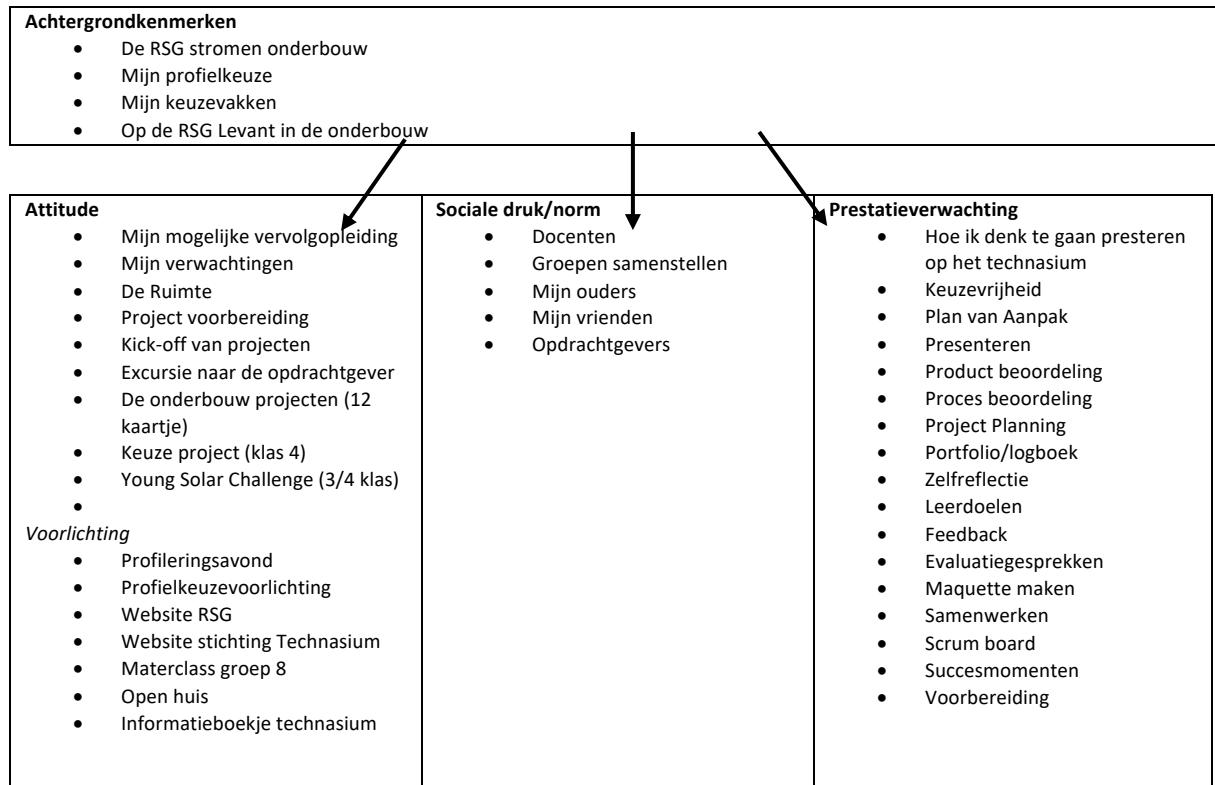 Achtergrondkenmerken
• De RSG stromen onderbouw
• Mijn profielkeuze
• Mijn keuzevakken
• Op de RSG Levant in de onderbouw
Attitude
• Mijn mogelijke vervolgopleiding
• Mijn verwachtingen
• De Ruimte
• Project voorbereiding
• Kick-off van projecten
• Excursie naar de opdrachtgever
• De onderbouw projecten (12
kaartje)
• Keuze project (klas 4)
• Young Solar Challenge (3/4 klas)
•
Voorlichting
• Profileringsavond
• Profielkeuzevoorlichting
• Website RSG
• Website stichting Technasium
• Materclass groep 8
• Open huis
• Informatieboekje technasium
Sociale druk/norm
• Docenten
• Groepen samenstellen
• Mijn ouders
• Mijn vrienden
• Opdrachtgevers
Prestatieverwachting
• Hoe ik denk te gaan presteren
op het technasium
• Keuzevrijheid
• Plan van Aanpak
• Presenteren
• Product beoordeling
• Proces beoordeling
• Project Planning
• Portfolio/logboek
• Zelfreflectie
• Leerdoelen
• Feedback
• Evaluatiegesprekken
• Maquette maken
• Samenwerken
• Scrum board
• Succesmomenten
• Voorbereiding